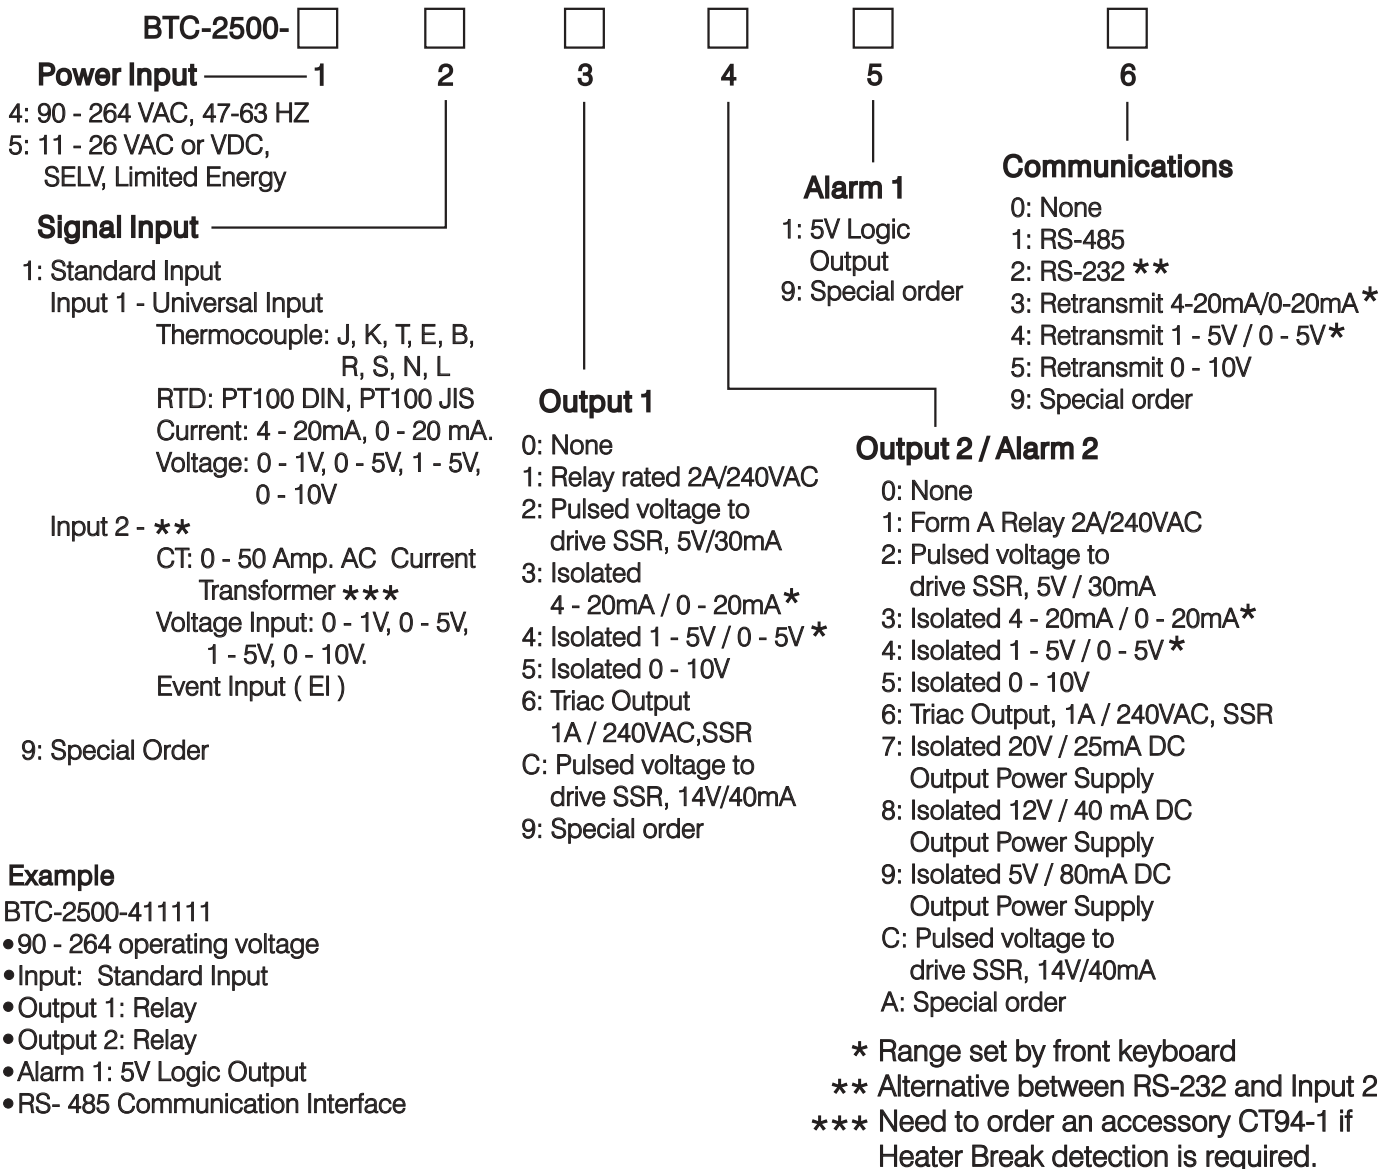 BTC-2500-
1 2 3 4 5 6
Power Input
4: 90 - 264 VAC, 47-63 HZ
5: 11 - 26 VAC or VDC,
SELV, Limited Energy
Signal Input
1: Standard Input
Input 1 - Universal Input
Thermocouple: J, K, T, E, B,
R, S, N, L
RTD: PT100 DIN, PT100 JIS
Current: 4 - 20mA, 0 - 20 mA.
Voltage: 0 - 1V, 0 - 5V, 1 - 5V,
0 - 10V
Input 2 - **
CT: 0 - 50 Amp. AC Current
Transformer ***
Voltage Input: 0 - 1V, 0 - 5V,
1 - 5V, 0 - 10V.
Event Input ( EI )
9: Special Order
Output 1
0: None
1: Relay rated 2A/240VAC
2: Pulsed voltage to
drive SSR, 5V/30mA
3: Isolated
4 - 20mA / 0 - 20mA*
4: Isolated 1 - 5V / 0 - 5V *
5: Isolated 0 - 10V
6: Triac Output
1A / 240VAC,SSR
C: Pulsed voltage to
drive SSR, 14V/40mA
9: Special order
Output 2 / Alarm 2
0: None
1: Form A Relay 2A/240VAC
2: Pulsed voltage to
drive SSR, 5V / 30mA
3: Isolated 4 - 20mA / 0 - 20mA*
4: Isolated 1 - 5V / 0 - 5V*
5: Isolated 0 - 10V
6: Triac Output, 1A / 240VAC, SSR
7: Isolated 20V / 25mA DC
Output Power Supply
8: Isolated 12V / 40 mA DC
Output Power Supply
9: Isolated 5V / 80mA DC
Output Power Supply
C: Pulsed voltage to
drive SSR, 14V/40mA
A: Special order
Alarm 1
1: 5V Logic
Output
9: Special order
Communications
0: None
1: RS-485
2: RS-232 **
3: Retransmit 4-20mA/0-20mA*
4: Retransmit 1 - 5V / 0 - 5V*
5: Retransmit 0 - 10V
9: Special order
Example
BTC-2500-411111
•90 - 264 operating voltage
•Input: Standard Input
•Output 1: Relay
•Output 2: Relay
•Alarm 1: 5V Logic Output
•RS- 485 Communication Interface
* Range set by front keyboard
** Alternative between RS-232 and Input 2
*** Need to order an accessory CT94-1 if
Heater Break detection is required.